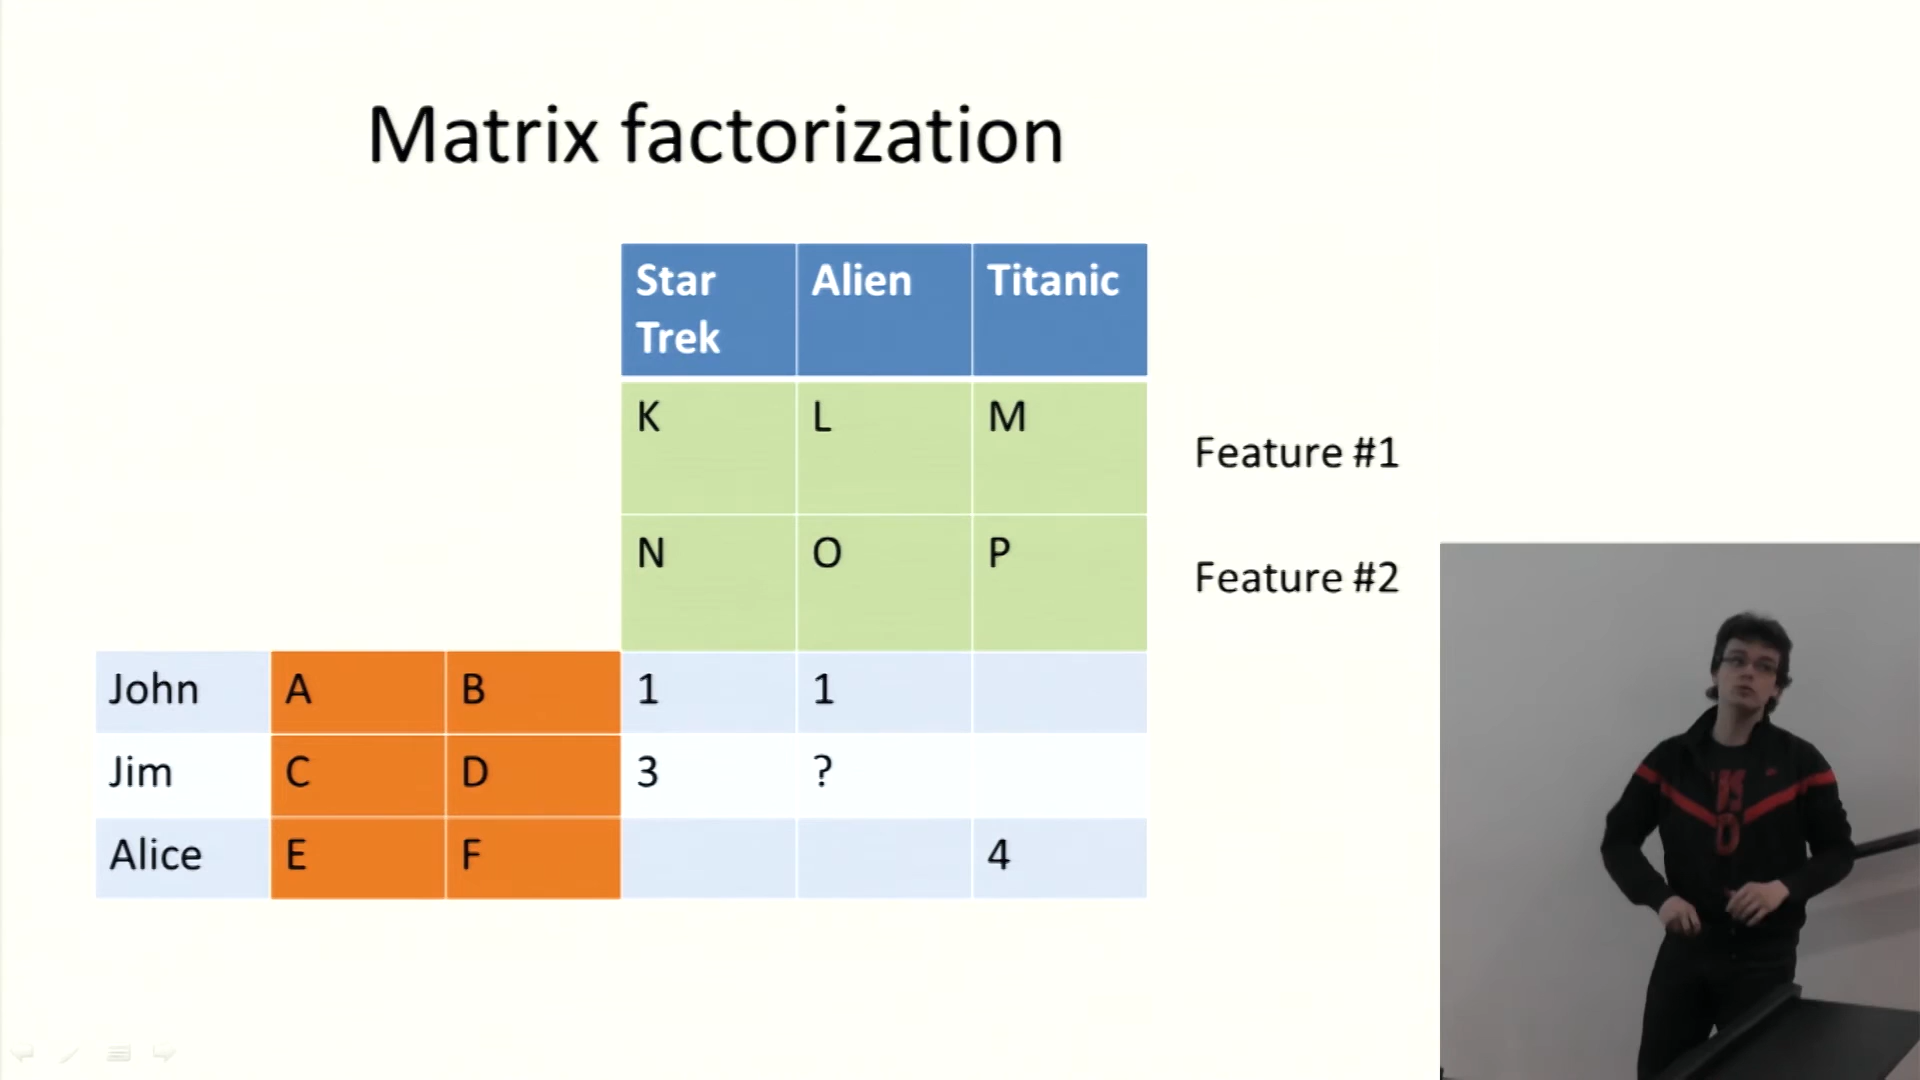 Matrix factorization
Star Trek Alien Titanic
K L M
Feature #1
N O P
Feature #2
John A B 1 1
Jim C D 3 ?
Alice E F 4